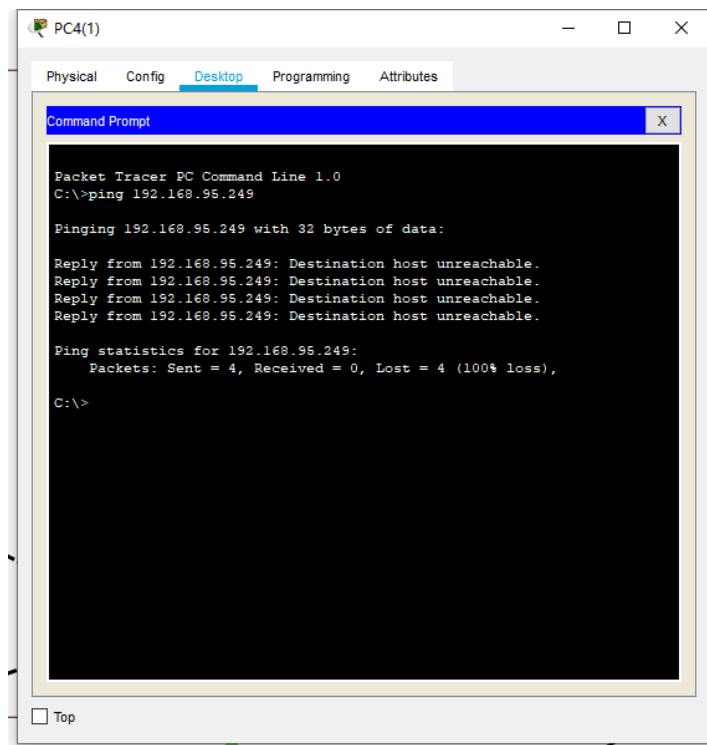 PC4(1)
Physical Config Desktop Programming Attributes
Command Prompt X
Packet Tracer PC Command Line 1.0
C:\>ping 192.168.95.249
Pinging 192.168.95.249 with 32 bytes of data:
Reply from 192.168.95.249: Destination host unreachable.
Reply from 192.168.95.249: Destination host unreachable.
Reply from 192.168.95.249: Destination host unreachable.
Reply from 192.168.95.249: Destination host unreachable.
Ping statistics for 192.168.95.249:
Packets: Sent = 4, Received = 0, Lost = 4 (100% loss),
C:\>
Top